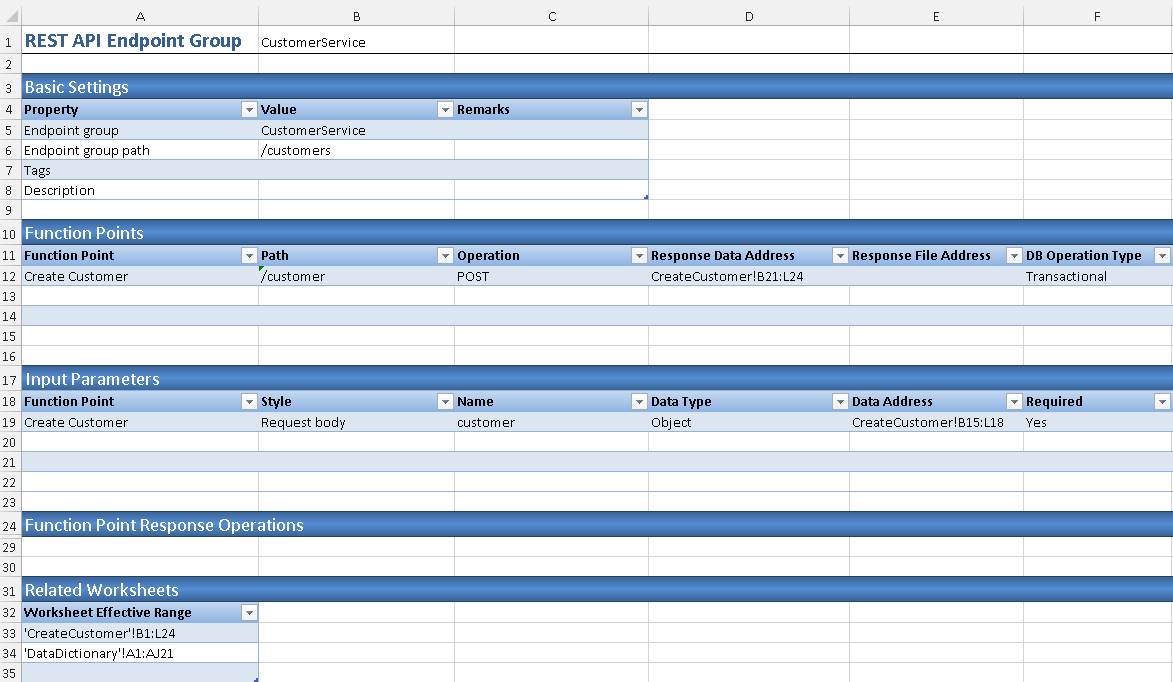 A B C D E F
1 REST API Endpoint Group CustomerService
2
3 Basic Settings
4 Property Value Remarks
5 Endpoint group CustomerService
6 Endpoint group path /customers
7 Tags
8 Description
9
10 Function Points
11 Function Point Path Operation Response Data Address Response File Address DB Operation Type
12 Create Customer /customer POST CreateCustomer!B21:L24 Transactional
13
14
15
16
17 Input Parameters
18 Function Point Style Name Data Type Data Address Required
19 Create Customer Request body customer Object CreateCustomer!B15:L18 Yes
20
21
22
23
24 Function Point Response Operations
29
30
31 Related Worksheets
32 Worksheet Effective Range
33 'CreateCustomer'!B1:L24
34 'DataDictionary'!A1:AJ21
35